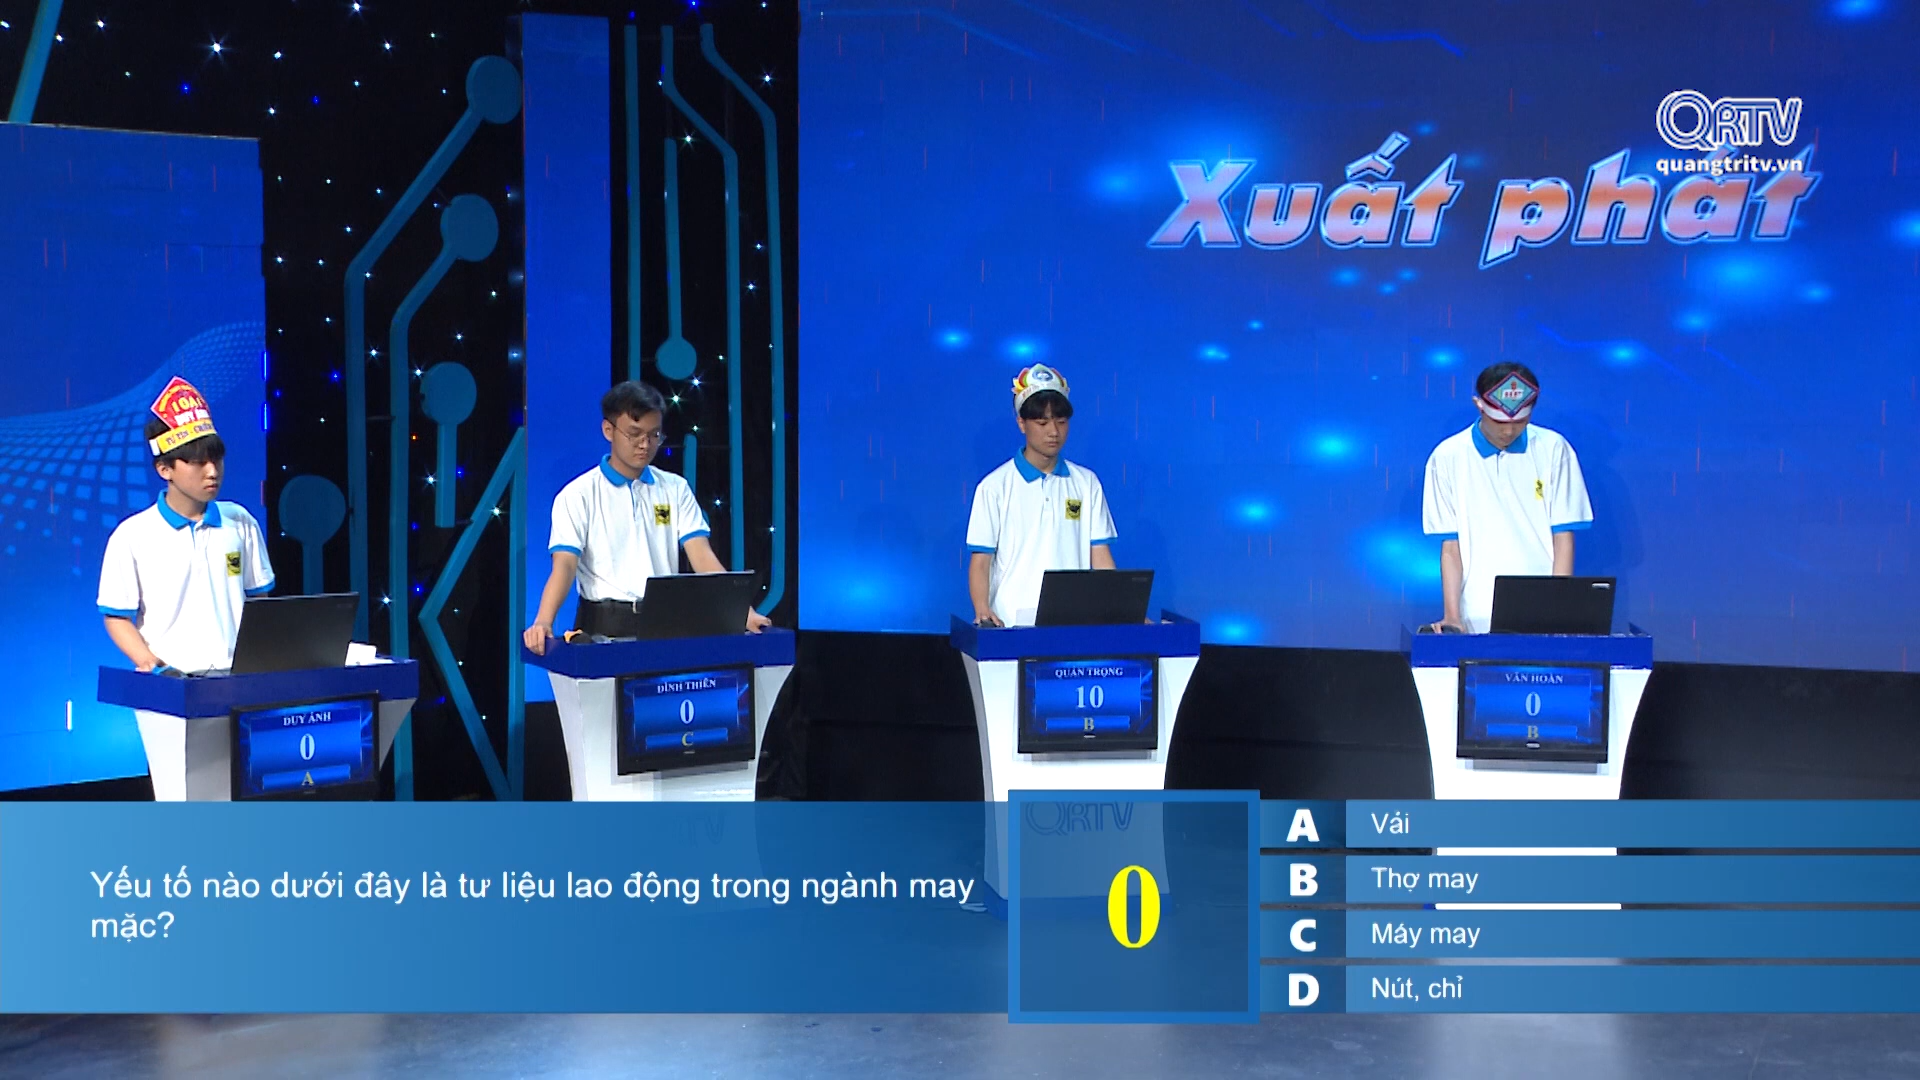 QRTV
quangtritv.vn
Xuất phát
DUY ÁNH
0
A
ĐÌNH THIÊN
0
C
QUÁN TRỌNG
10
B
VĂN HOÀN
0
B
Yếu tố nào dưới đây là tư liệu lao động trong ngành may
mặc?
0
A Vải
B Thợ may
C Máy may
D Nút, chỉ
QRTV